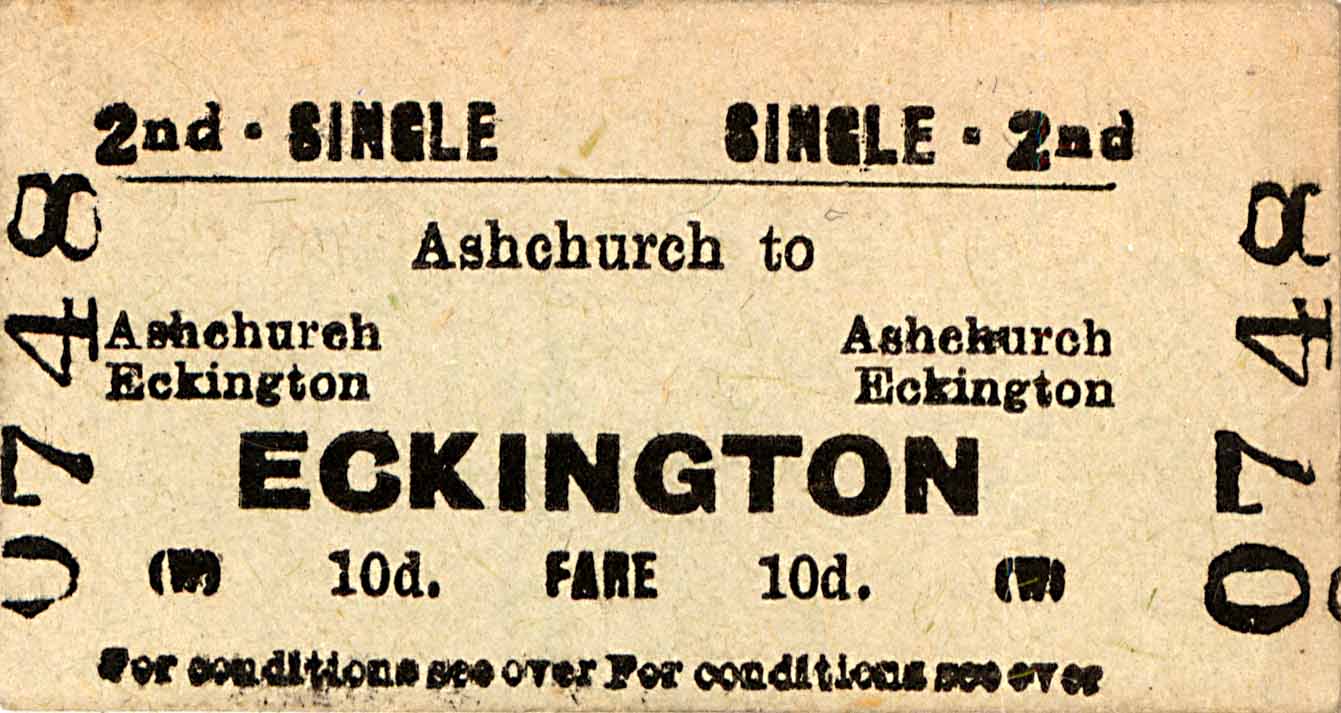 2nd · SINGLE SINGLE · 2nd
Ashchurch to
Ashchurch Ashchurch
Eckington Eckington
ECKINGTON
(W) 10d. FARE 10d. (W)
For conditions see over For conditions see over
0748
0748